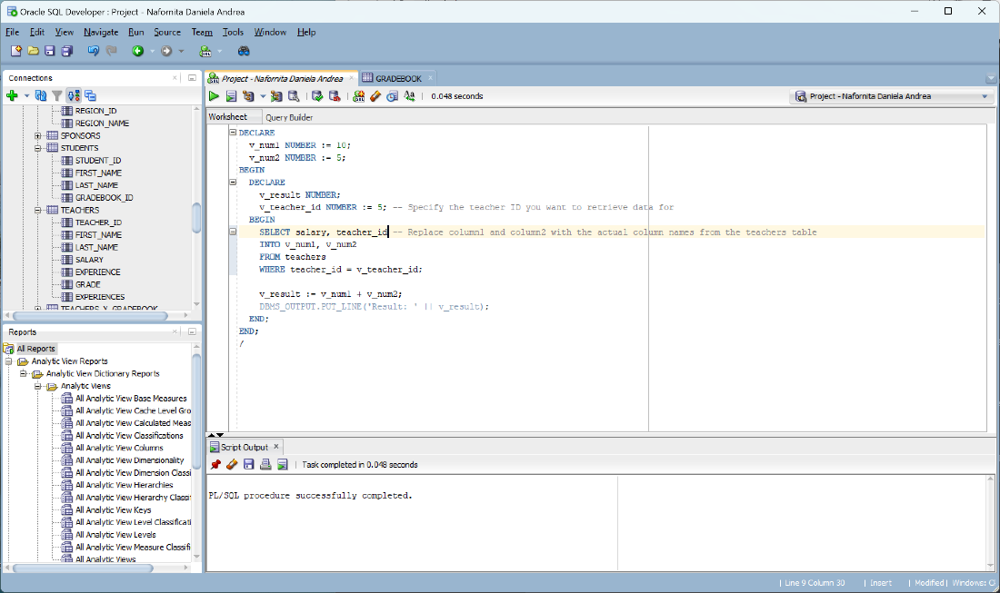 Oracle SQL Developer : Project - Nafornita Daniela Andrea
File Edit View Navigate Run Source Team Tools Window Help
Connections
REGION_ID
REGION_NAME
SPONSORS
STUDENTS
STUDENT_ID
FIRST_NAME
LAST_NAME
GRADEBOOK_ID
TEACHERS
TEACHER_ID
FIRST_NAME
LAST_NAME
SALARY
EXPERIENCE
GRADE
EXPERIENCES
TEACHERS_X_GRADEBOOK
Reports
All Reports
Analytic View Reports
Analytic View Dictionary Reports
Analytic Views
All Analytic View Base Measures
All Analytic View Cache Level Gro
All Analytic View Calculated Meas
All Analytic View Classifications
All Analytic View Columns
All Analytic View Dimensionality
All Analytic View Dimension Classi
All Analytic View Hierarchies
All Analytic View Hierarchy Classif
All Analytic View Keys
All Analytic View Level Classificati
All Analytic View Levels
All Analytic View Measure Classifi
All Analytic Views
Project - Nafornita Daniela Andrea GRADEBOOK
0.048 seconds Project - Nafornita Daniela Andrea
Worksheet Query Builder
DECLARE
v_num1 NUMBER := 10;
v_num2 NUMBER := 5;
BEGIN
DECLARE
v_result NUMBER;
v_teacher_id NUMBER := 5; -- Specify the teacher ID you want to retrieve data for
BEGIN
SELECT salary, teacher_id -- Replace column1 and column2 with the actual column names from the teachers table
INTO v_num1, v_num2
FROM teachers
WHERE teacher_id = v_teacher_id;
v_result := v_num1 + v_num2;
DBMS_OUTPUT.PUT_LINE('Result: ' || v_result);
END;
END;
/
Script Output
Task completed in 0.048 seconds
PL/SQL procedure successfully completed.
Line 9 Column 30 | Insert | Modified | Windows: C